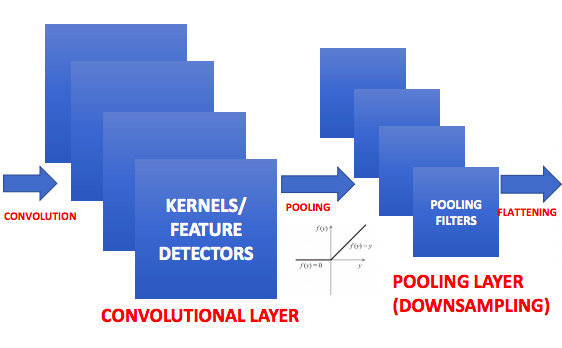 CONVOLUTION
KERNELS/
FEATURE
DETECTORS
CONVOLUTIONAL LAYER
POOLING
f(y)
f(y)=y
f(y)=0
y
POOLING
FILTERS
POOLING LAYER
(DOWNSAMPLING)
FLATTENING